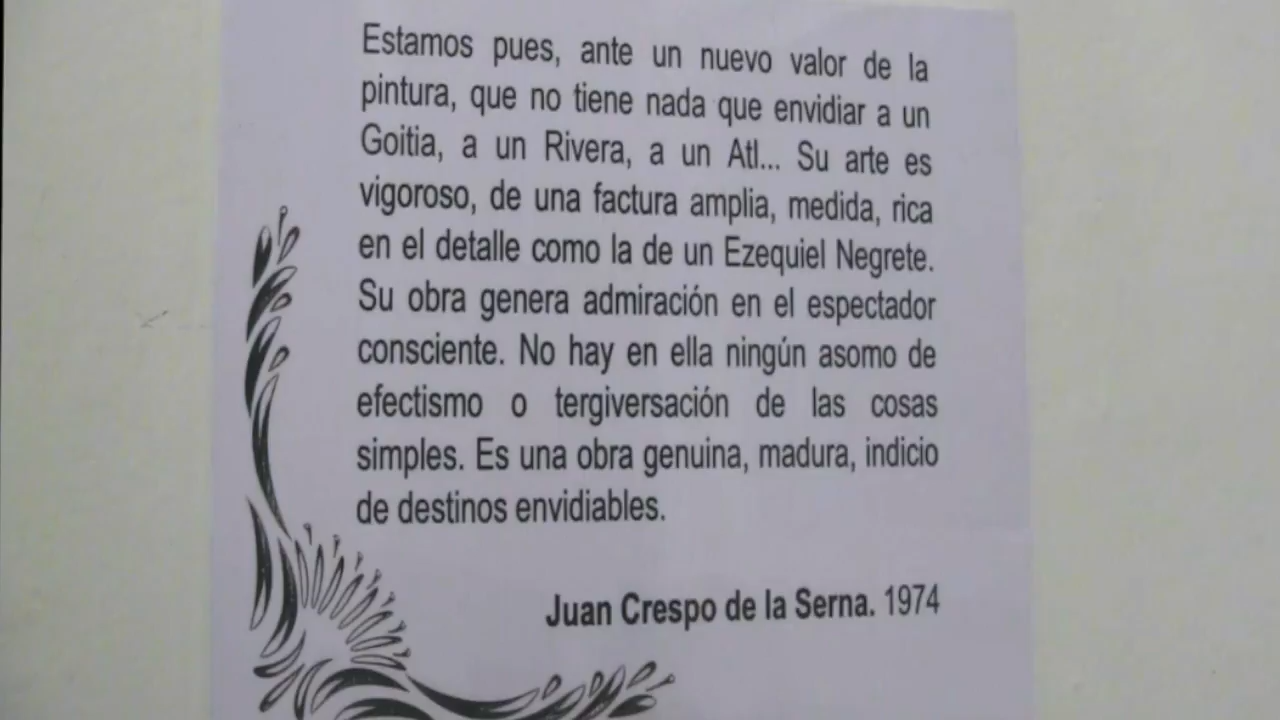 Estamos pues, ante un nuevo valor de la
pintura, que no tiene nada que envidiar a un
Goitia, a un Rivera, a un Atl... Su arte es
vigoroso, de una factura amplia, medida, rica
en el detalle como la de un Ezequiel Negrete.
Su obra genera admiración en el espectador
consciente. No hay en ella ningún asomo de
efectismo o tergiversación de las cosas
simples. Es una obra genuina, madura, indicio
de destinos envidiables.
Juan Crespo de la Serna. 1974